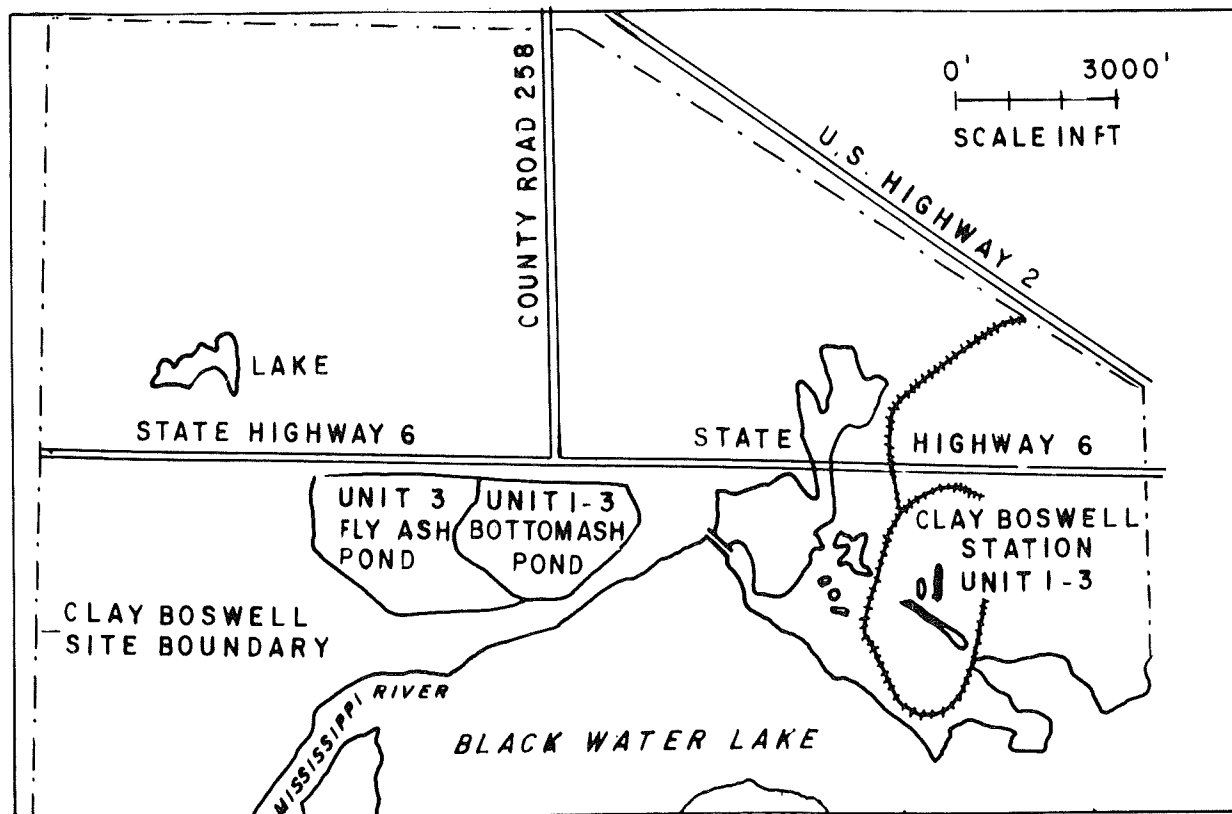 COUNTY ROAD 258
0' 3000'
SCALE IN FT
U.S. HIGHWAY 2
LAKE
STATE HIGHWAY 6
STATE HIGHWAY 6
UNIT 3
FLY ASH
POND
UNIT 1-3
BOTTOMASH
POND
CLAY BOSWELL
STATION
UNIT 1-3
CLAY BOSWELL
SITE BOUNDARY
MISSISSIPPI RIVER
BLACK WATER LAKE